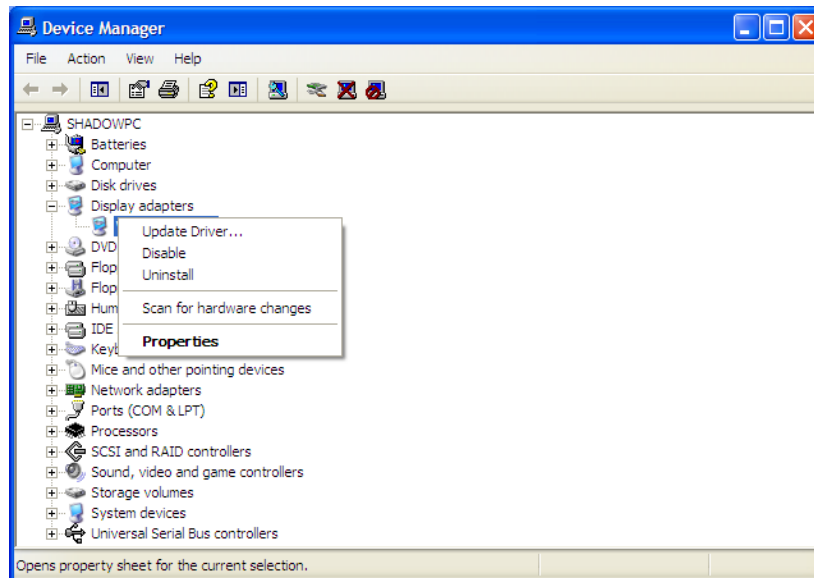 Device Manager
File Action View Help
SHADOWPC
Batteries
Computer
Disk drives
Display adapters
Update Driver...
Disable
Uninstall
Scan for hardware changes
Properties
DVD
Flop
Flop
Hum
IDE
Keyb
Mice and other pointing devices
Network adapters
Ports (COM & LPT)
Processors
SCSI and RAID controllers
Sound, video and game controllers
Storage volumes
System devices
Universal Serial Bus controllers
Opens property sheet for the current selection.